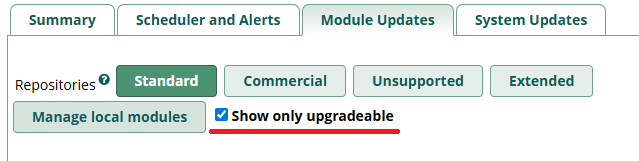 Summary
Scheduler and Alerts
Module Updates
System Updates
Repositories ?
Standard
Commercial
Unsupported
Extended
Manage local modules
Show only upgradeable